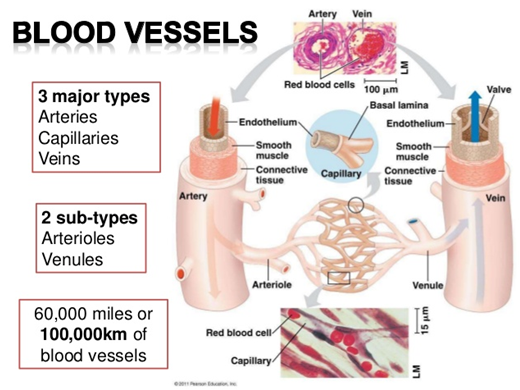 BLOOD VESSELS
3 major types
Arteries
Capillaries
Veins
2 sub-types
Arterioles
Venules
60,000 miles or
100,000km of
blood vessels
Artery
Vein
LM
Red blood cells
100 µm
Basal lamina
Valve
Endothelium
Endothelium
Smooth
muscle
Smooth
muscle
Connective
tissue
Capillary
Connective
tissue
Artery
Vein
Arteriole
Venule
Red blood cell
15 µm
Capillary
LM
©2011 Pearson Education, Inc.